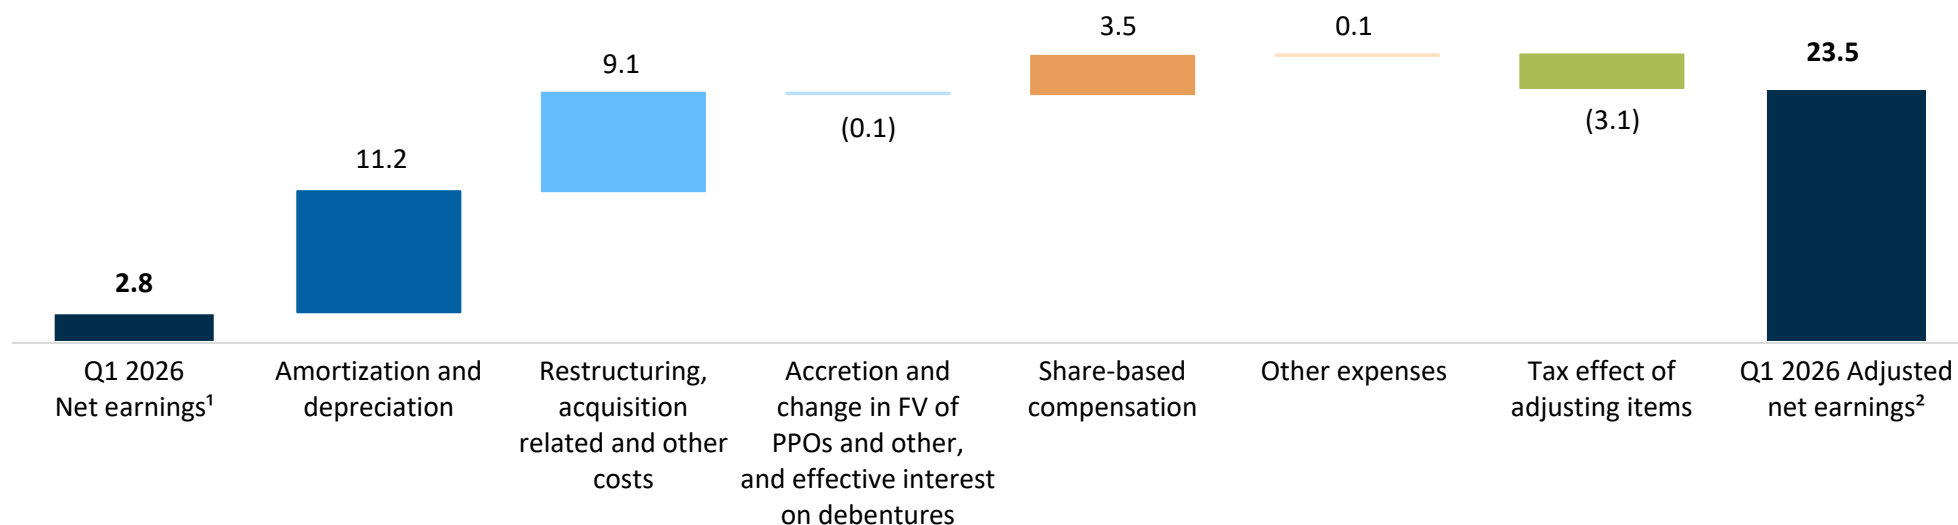 2.8
11.2
9.1
(0.1)
3.5
0.1
(3.1)
23.5
Q1 2026
Net earnings¹
Amortization and
depreciation
Restructuring,
acquisition
related and other
costs
Accretion and
change in FV of
PPOs and other,
and effective interest
on debentures
Share-based
compensation
Other expenses
Tax effect of
adjusting items
Q1 2026 Adjusted
net earnings²